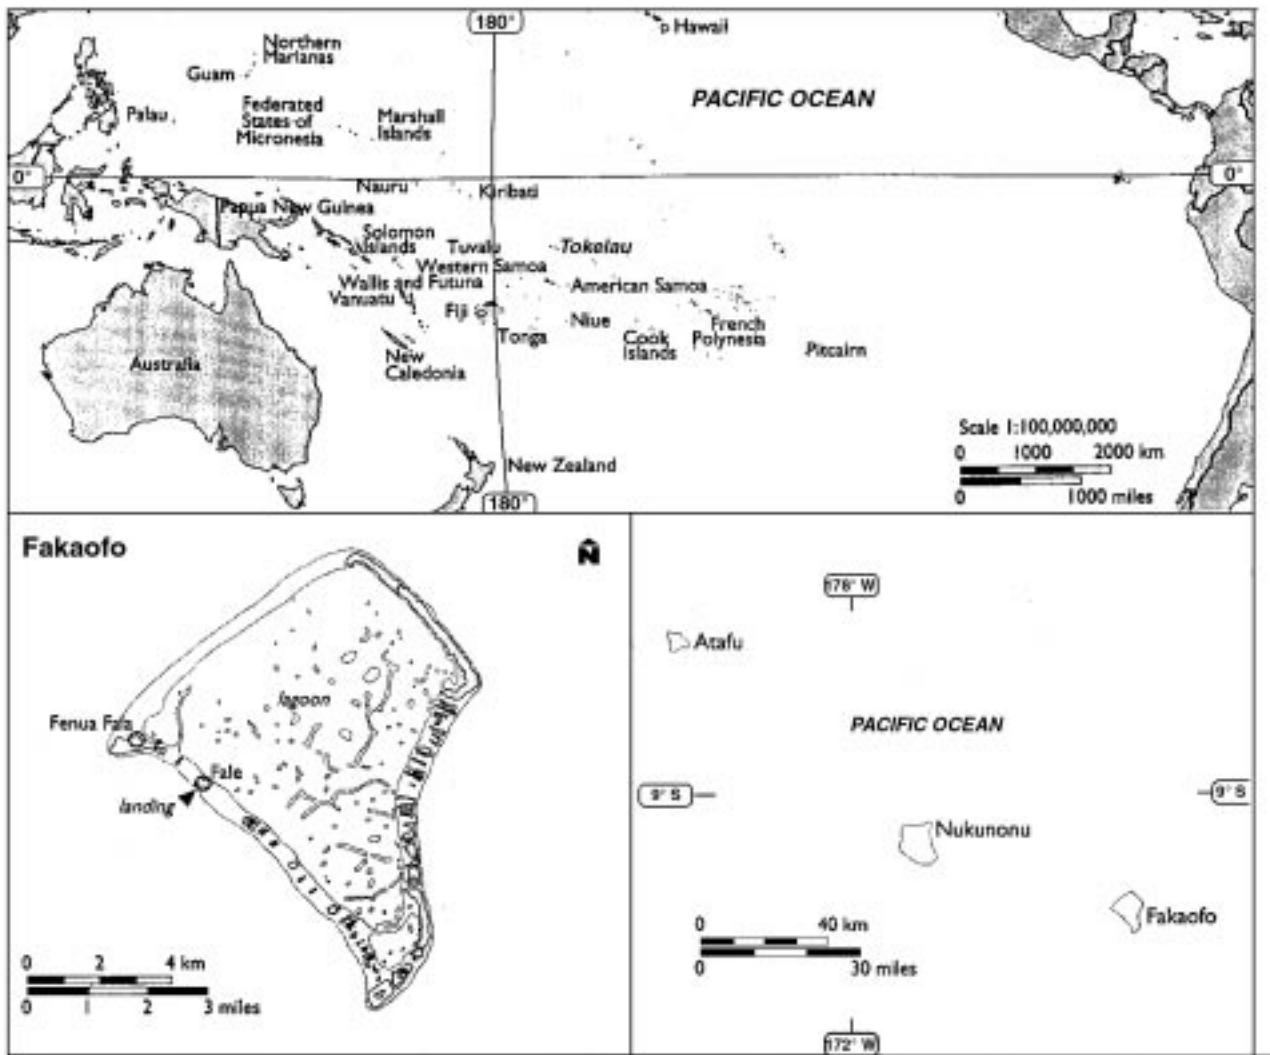 180°
Hawaii
Northern
Marianas
Guam
PACIFIC OCEAN
Palau
Federated
States of
Micronesia
Marshall
Islands
0°
0°
Nauru
Kiribati
Papua New Guinea
Solomon
Islands
Tuvalu
Tokelau
Western Samoa
Wallis and Futuna
American Samoa
Vanuatu
Fiji
Niue
French
Polynesia
Tonga
Cook
Islands
Pitcairn
New
Caledonia
Australia
Scale 1:100,000,000
0 1000 2000 km
0 1000 miles
New Zealand
180°
Fakaofo
N
lagoon
Fenua Fala
Fale
landing
0 2 4 km
0 1 2 3 miles
178° W
Atafu
PACIFIC OCEAN
9° S
9° S
Nukunonu
Fakaofo
0 40 km
0 30 miles
172° W